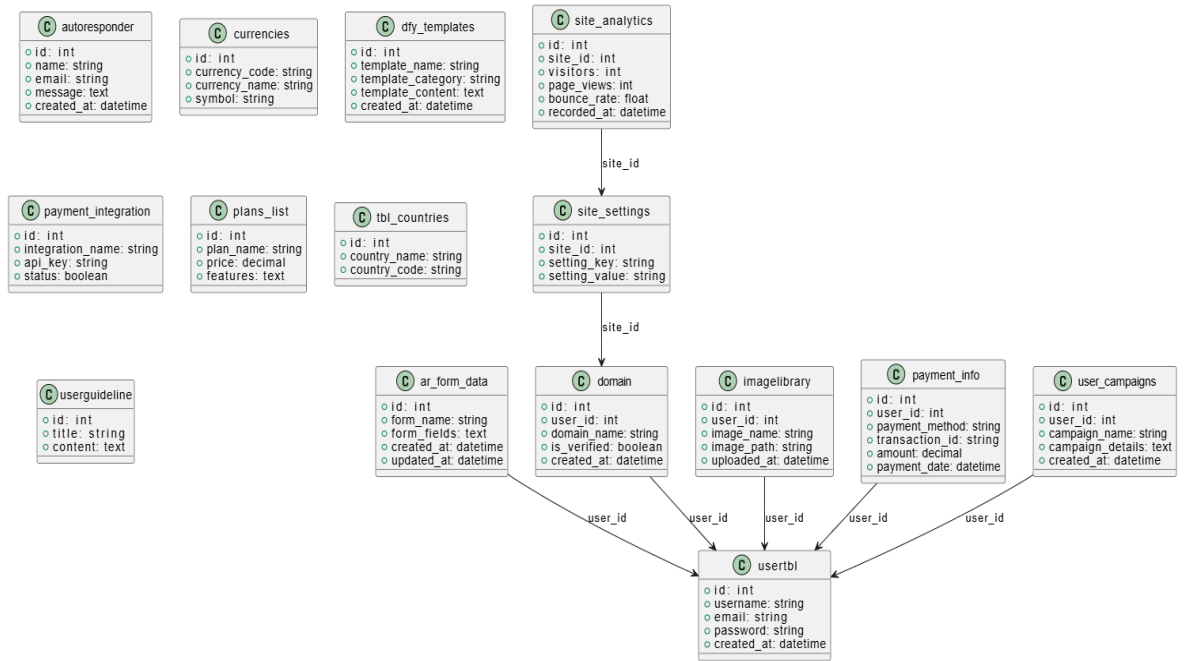 C autoresponder
id: int
name: string
email: string
message: text
created_at: datetime
C currencies
id: int
currency_code: string
currency_name: string
symbol: string
C dfy_templates
id: int
template_name: string
template_category: string
template_content: text
created_at: datetime
C site_analytics
id: int
site_id: int
visitors: int
page_views: int
bounce_rate: float
recorded_at: datetime
site_id
C payment_integration
id: int
integration_name: string
api_key: string
status: boolean
C plans_list
id: int
plan_name: string
price: decimal
features: text
C tbl_countries
id: int
country_name: string
country_code: string
C site_settings
id: int
site_id: int
setting_key: string
setting_value: string
site_id
C userguideline
id: int
title: string
content: text
C ar_form_data
id: int
form_name: string
form_fields: text
created_at: datetime
updated_at: datetime
C domain
id: int
user_id: int
domain_name: string
is_verified: boolean
created_at: datetime
C imagelibrary
id: int
user_id: int
image_name: string
image_path: string
uploaded_at: datetime
C payment_info
id: int
user_id: int
payment_method: string
transaction_id: string
amount: decimal
payment_date: datetime
C user_campaigns
id: int
user_id: int
campaign_name: string
campaign_details: text
created_at: datetime
user_id
user_id
user_id
user_id
user_id
C usertbl
id: int
username: string
email: string
password: string
created_at: datetime